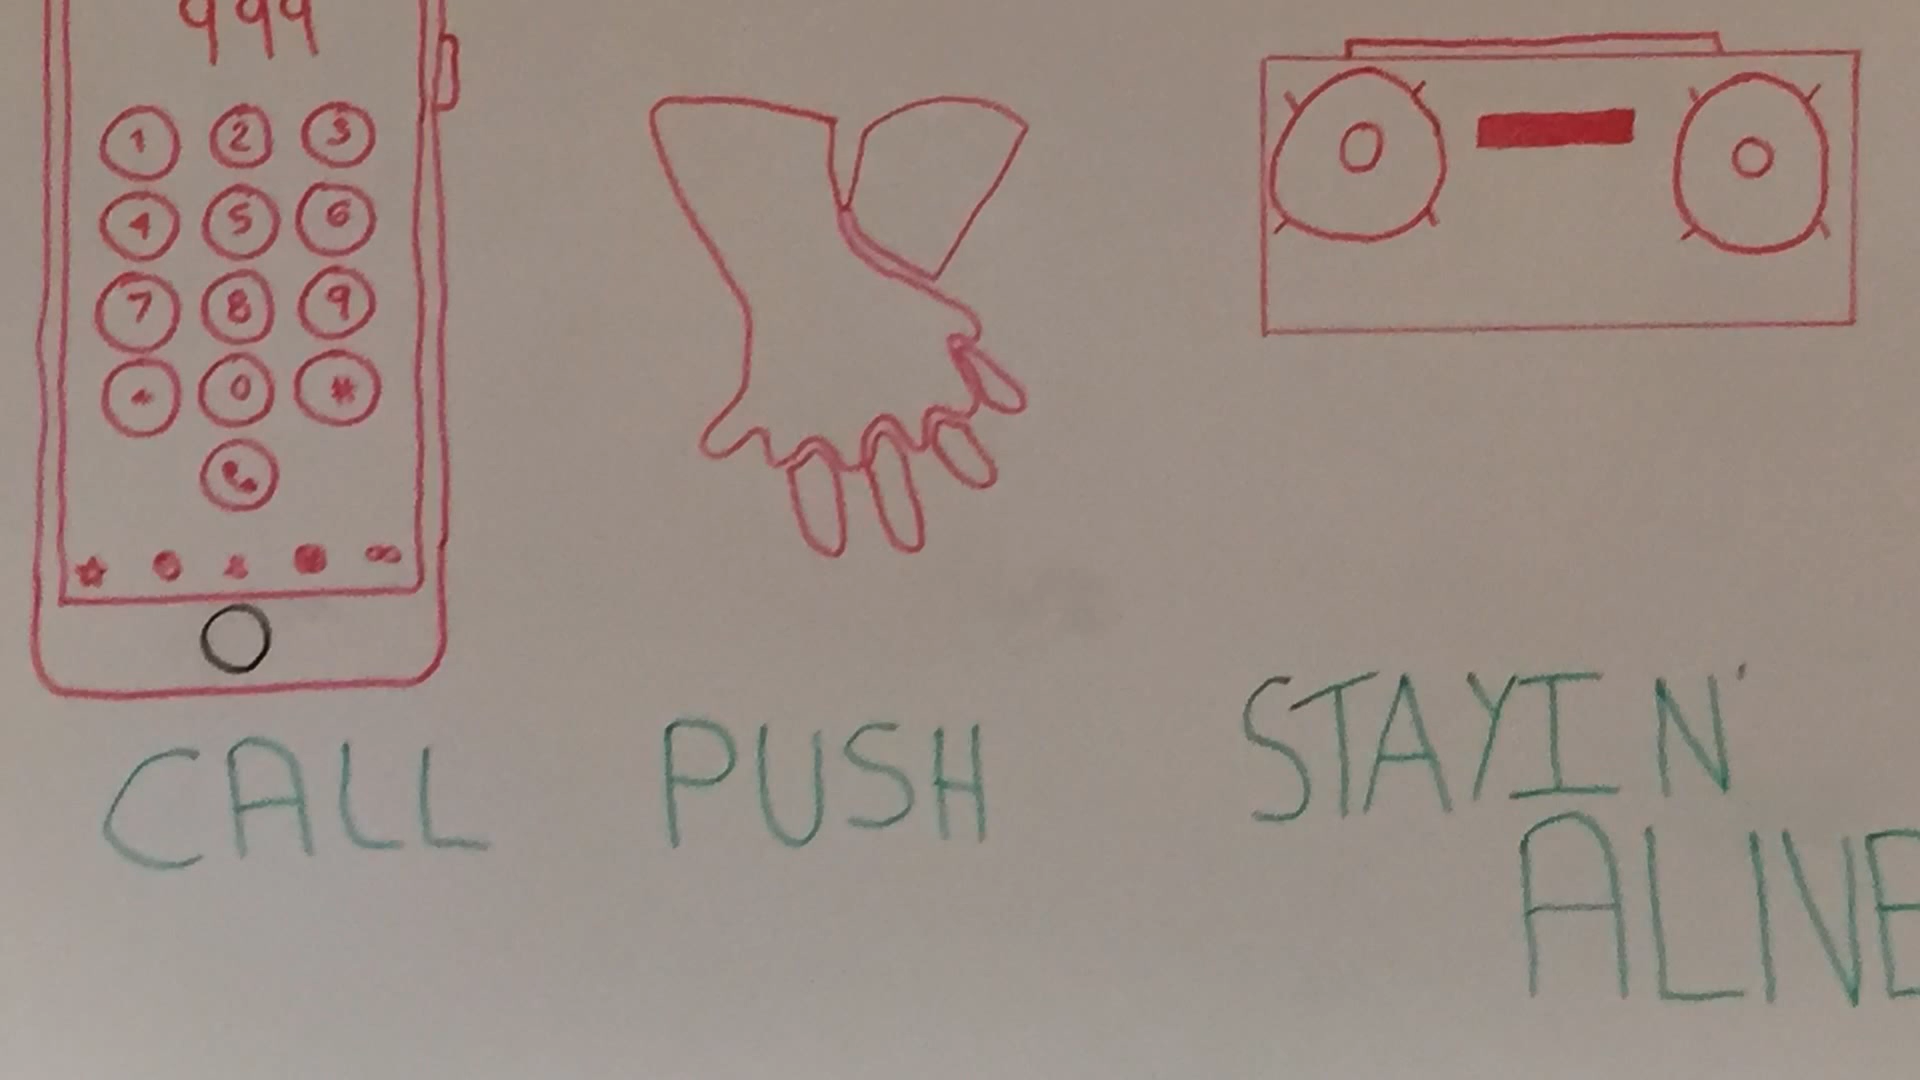 999
1 2 3
4 5 6
7 8 9
* 0 #
CALL
PUSH
STAYIN'
ALIVE